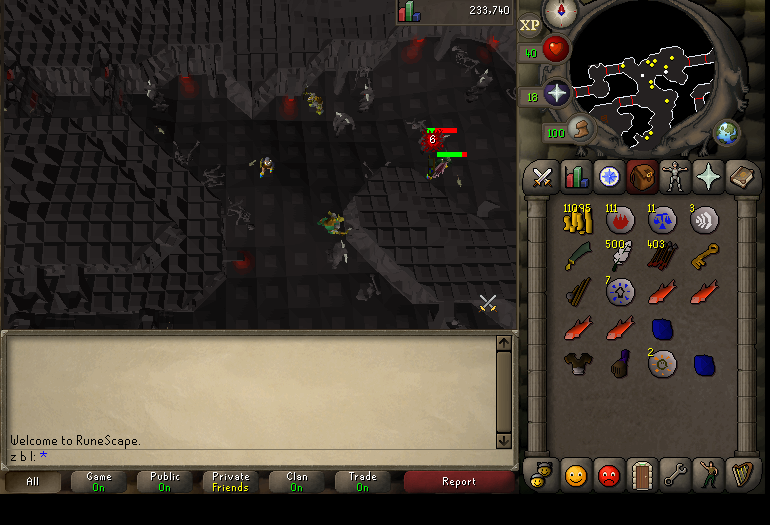 233,740
XP
40
18
100
6
11095
111
11
3
500
403
7
2
Welcome to RuneScape.
z b l: *
All
Game
On
Public
On
Private
Friends
Clan
On
Trade
On
Report